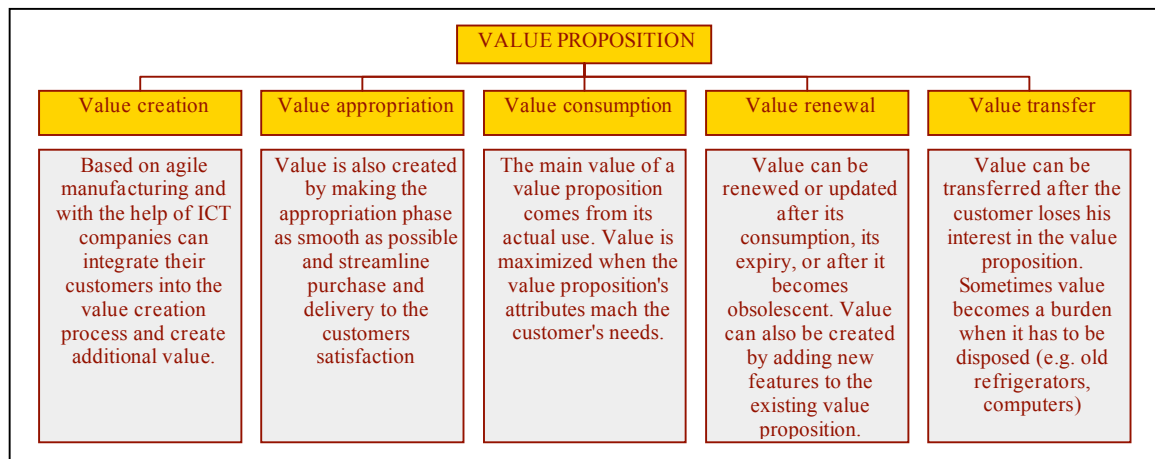 VALUE PROPOSITION
Value creation
Value appropriation
Value consumption
Value renewal
Value transfer
Based on agile
manufacturing and
with the help of ICT
companies can
integrate their
customers into the
value creation
process and create
additional value.
Value is also created
by making the
appropriation phase
as smooth as possible
and streamline
purchase and
delivery to the
customers
satisfaction
The main value of a
value proposition
comes from its
actual use. Value is
maximized when the
value proposition's
attributes mach the
customer's needs.
Value can be
renewed or updated
after its
consumption, its
expiry, or after it
becomes
obsolescent. Value
can also be created
by adding new
features to the
existing value
proposition.
Value can be
transferred after the
customer loses his
interest in the value
proposition.
Sometimes value
becomes a burden
when it has to be
disposed (e.g. old
refrigerators,
computers)